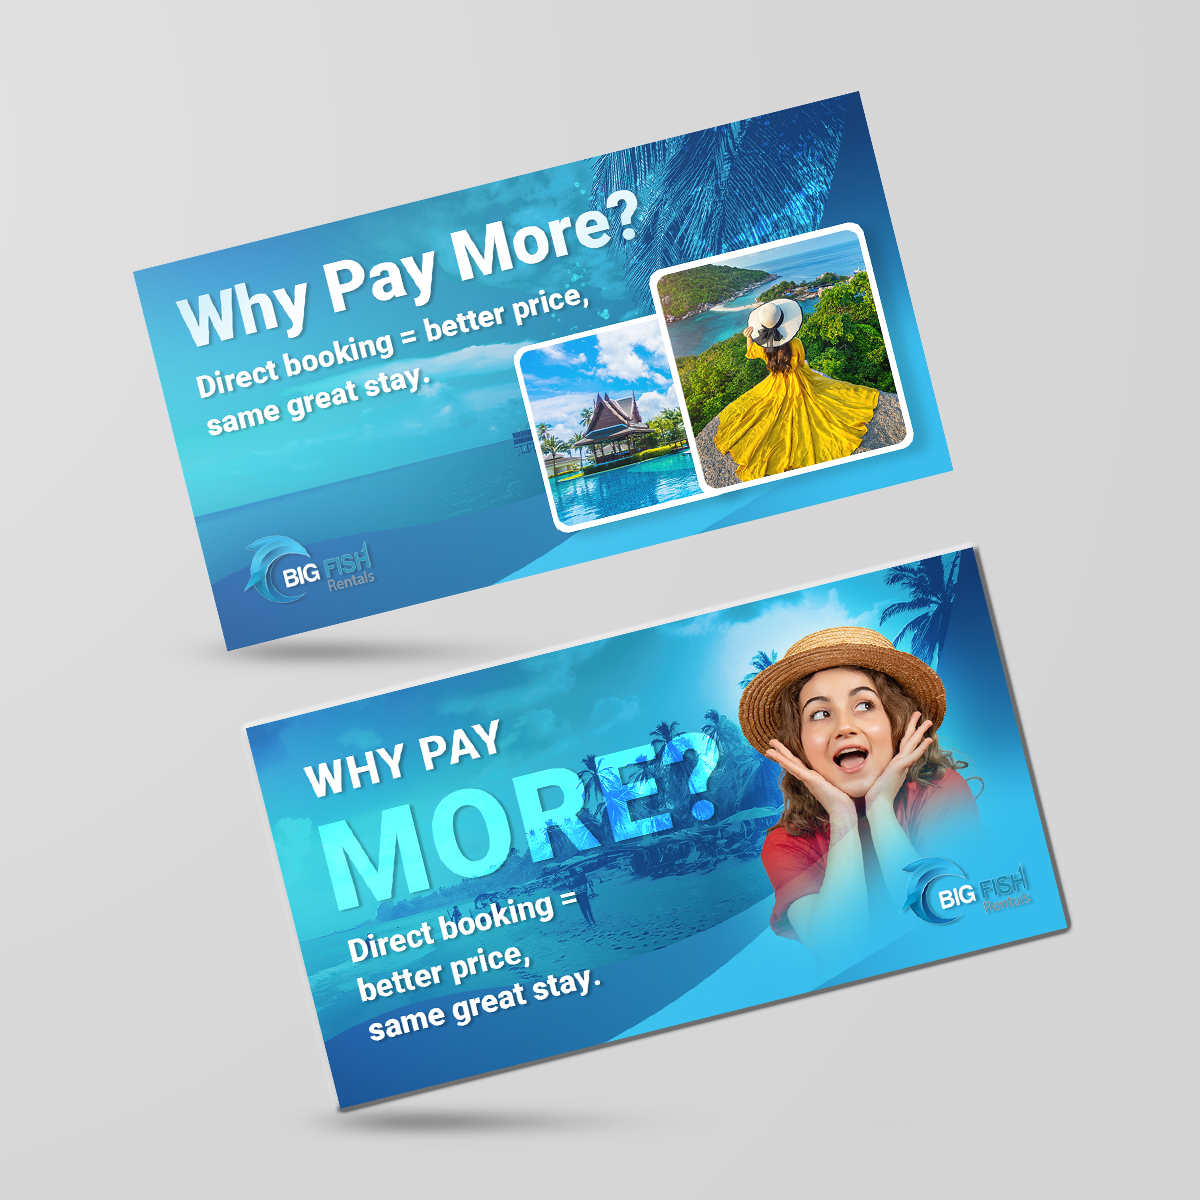 Why Pay More?
Direct booking = better price,
same great stay.
BIG FISH
Rentals
WHY PAY
MORE?
Direct booking =
better price,
same great stay.
BIG FISH
Rentals